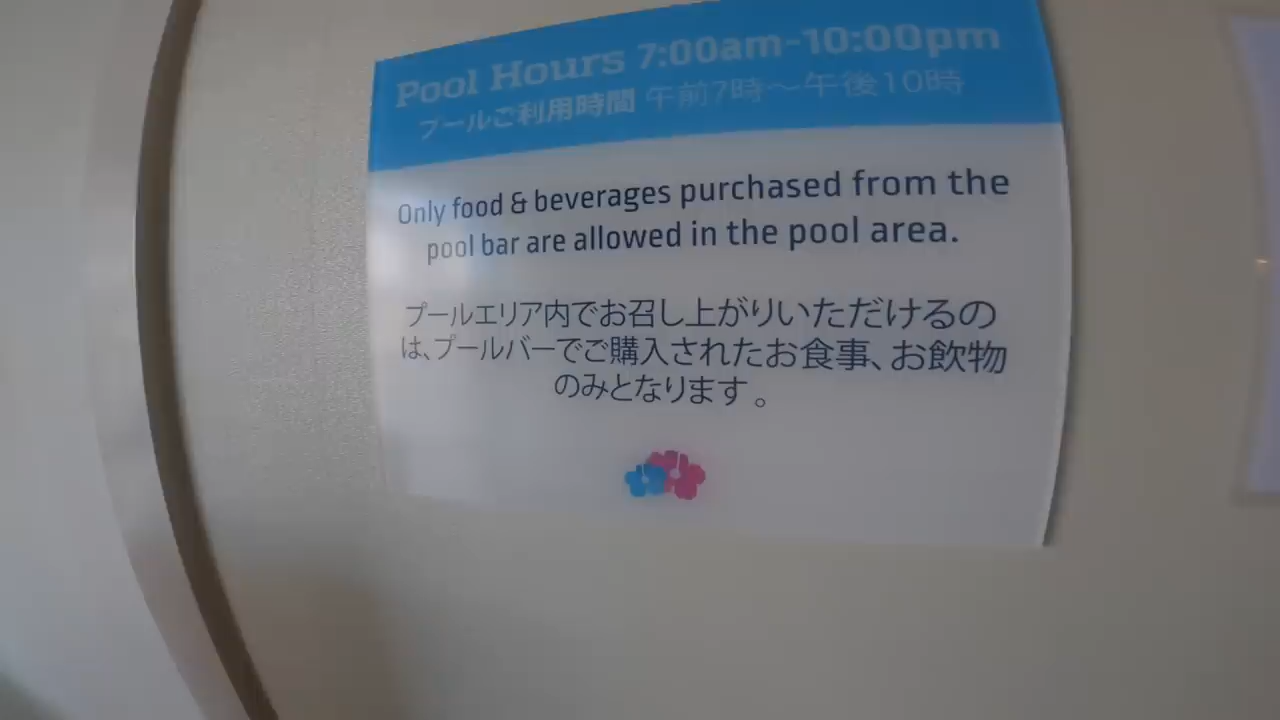 Pool Hours 7:00am-10:00pm
プールご利用時間 午前7時～午後10時
Only food & beverages purchased from the
pool bar are allowed in the pool area.
プールエリア内でお召し上がりいただけるの
は、プールバーでご購入されたお食事、お飲物
のみとなります。